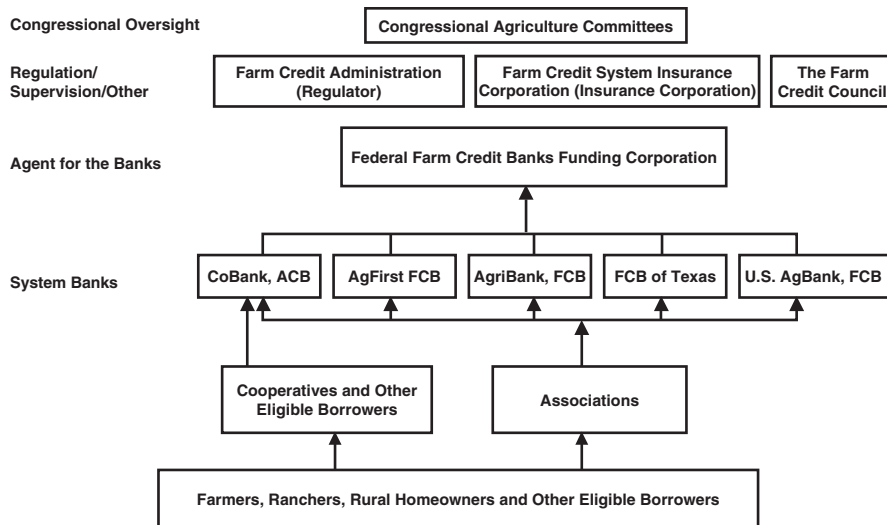 Congressional Oversight
Congressional Agriculture Committees
Regulation/
Supervision/Other
Farm Credit Administration
(Regulator)
Farm Credit System Insurance
Corporation (Insurance Corporation)
The Farm
Credit Council
Agent for the Banks
Federal Farm Credit Banks Funding Corporation
System Banks
CoBank, ACB
AgFirst FCB
AgriBank, FCB
FCB of Texas
U.S. AgBank, FCB
Cooperatives and Other
Eligible Borrowers
Associations
Farmers, Ranchers, Rural Homeowners and Other Eligible Borrowers